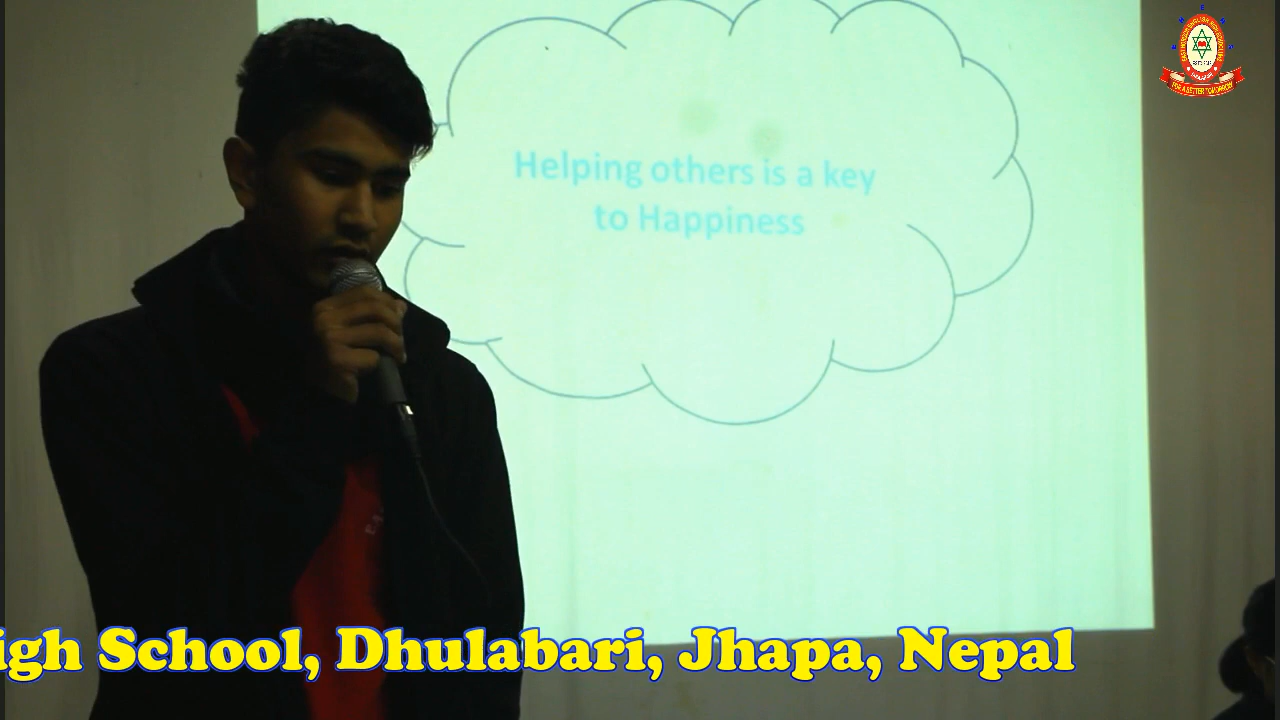 Helping others is a key
to Happiness
FOR A BETTER TOMORROW
igh School, Dhulabari, Jhapa, Nepal